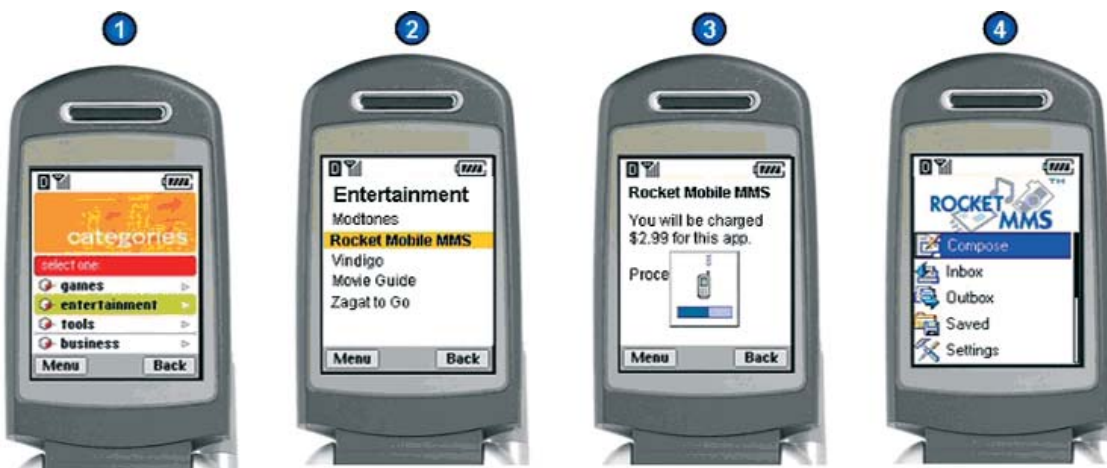 1
D
categories
select one:
games
entertainment
tools
business
Menu Back
2
D
Entertainment
Modtones
Rocket Mobile MMS
Vindigo
Movie Guide
Zagat to Go
Menu Back
3
D
Rocket Mobile MMS
You will be charged
$2.99 for this app.
Proce
Menu Back
4
D
ROCKET
MMS TM
Compose
Inbox
Outbox
Saved
Settings